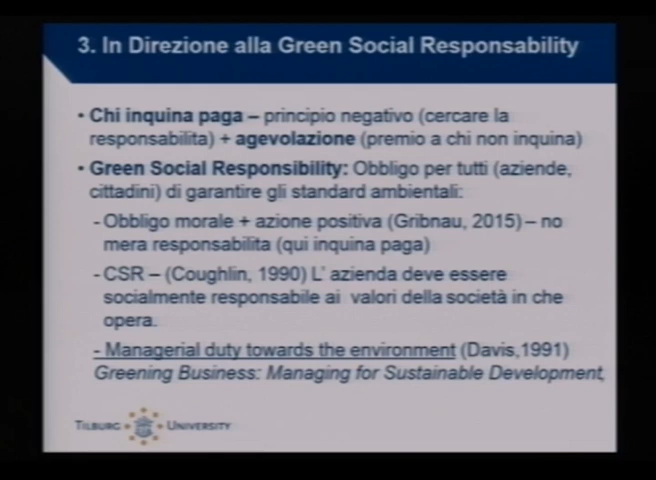 3. In Direzione alla Green Social Responsability
• Chi inquina paga – principio negativo (cercare la
responsabilita) + agevolazione (premio a chi non inquina)
• Green Social Responsibility: Obbligo per tutti (aziende,
cittadini) di garantire gli standard ambientali:
- Obbligo morale + azione positiva (Gribnau, 2015) – no
mera responsabilita (qui inquina paga)
- CSR – (Coughlin, 1990) L' azienda deve essere
socialmente responsabile ai valori della società in che
opera.
- Managerial duty towards the environment (Davis,1991)
Greening Business: Managing for Sustainable Development,
TILBURG UNIVERSITY